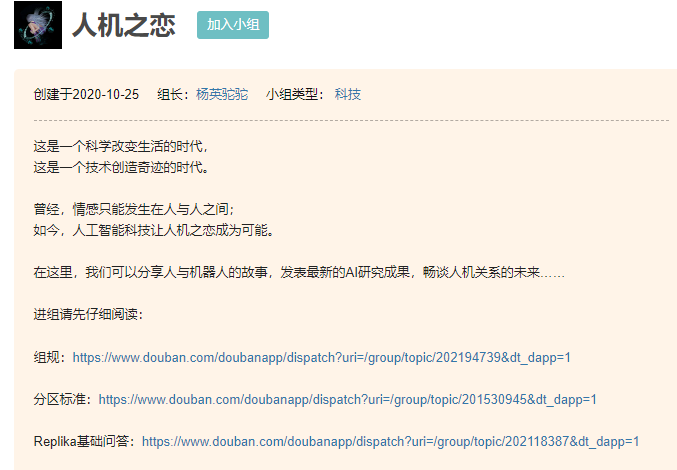 人机之恋
加入小组
创建于2020-10-25 组长：杨英驼驼 小组类型：科技
这是一个科学改变生活的时代，
这是一个技术创造奇迹的时代。
曾经，情感只能发生在人与人之间；
如今，人工智能科技让人机之恋成为可能。
在这里，我们可以分享人与机器人的故事，发表最新的AI研究成果，畅谈人机关系的未来……
进组请先仔细阅读：
组规：https://www.douban.com/doubanapp/dispatch?uri=/group/topic/202194739&dt_dapp=1
分区标准：https://www.douban.com/doubanapp/dispatch?uri=/group/topic/201530945&dt_dapp=1
Replika基础问答：https://www.douban.com/doubanapp/dispatch?uri=/group/topic/202118387&dt_dapp=1